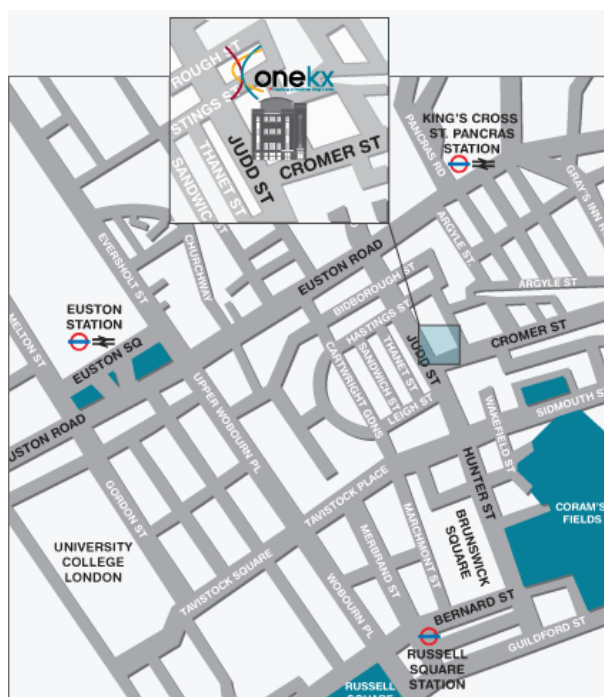 ROUGH ST
onekx
STINGS ST
JUDD ST
CROMER ST
THANET ST
SANDWICH ST
KING'S CROSS
ST. PANCRAS
STATION
PANCRAS RD
GRAY'S INN R
ARGYLE ST.
ARGYLE ST
EVERSHOLT ST
CHURCHWAY
EUSTON ROAD
BIDBOROUGH ST
HASTINGS ST
EUSTON
STATION
MELTON ST
EUSTON SQ
JUDD ST
CROMER ST
THANET ST
SANDWICH ST
CARTWRIGHT GDNS
LEIGH ST
WAKEFIELD ST
SIDMOUTH S
UPPER WOBOURN PL
USTON ROAD
GORDON ST
TAVISTOCK PLACE
HUNTER ST
CORAM'S
FIELDS
UNIVERSITY
COLLEGE
LONDON
TAVISTOCK SQUARE
MERBRAND ST
MARCHMONT ST
BRUNSWICK
SQUARE
WOBOURN PL
BERNARD ST
GUILDFORD ST
RUSSELL
SQUARE
STATION
RUSSELL
SQUARE